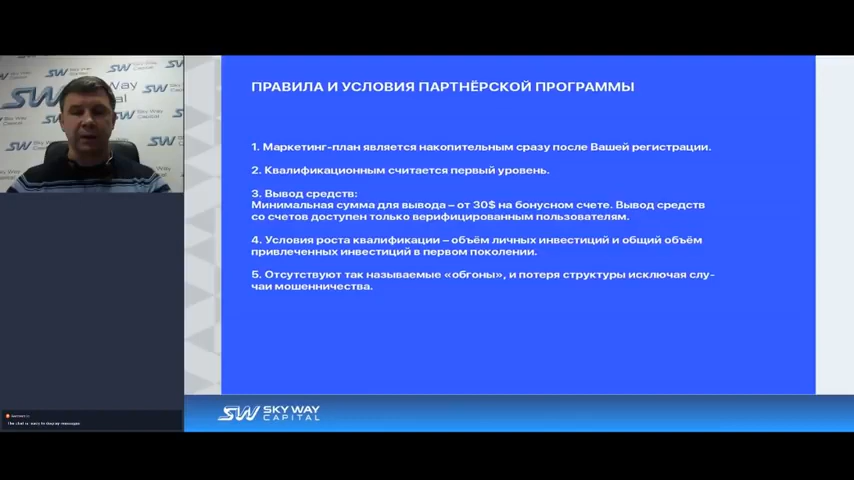 ПРАВИЛА И УСЛОВИЯ ПАРТНЁРСКОЙ ПРОГРАММЫ
1. Маркетинг-план является накопительным сразу после Вашей регистрации.
2. Квалификационным считается первый уровень.
3. Вывод средств:
Минимальная сумма для вывода – от 30$ на бонусном счете. Вывод средств
со счетов доступен только верифицированным пользователям.
4. Условия роста квалификации – объём личных инвестиций и общий объём
привлеченных инвестиций в первом поколении.
5. Отсутствуют так называемые «обгоны», и потеря структуры исключая слу-
чаи мошенничества.
SW SKY WAY
CAPITAL